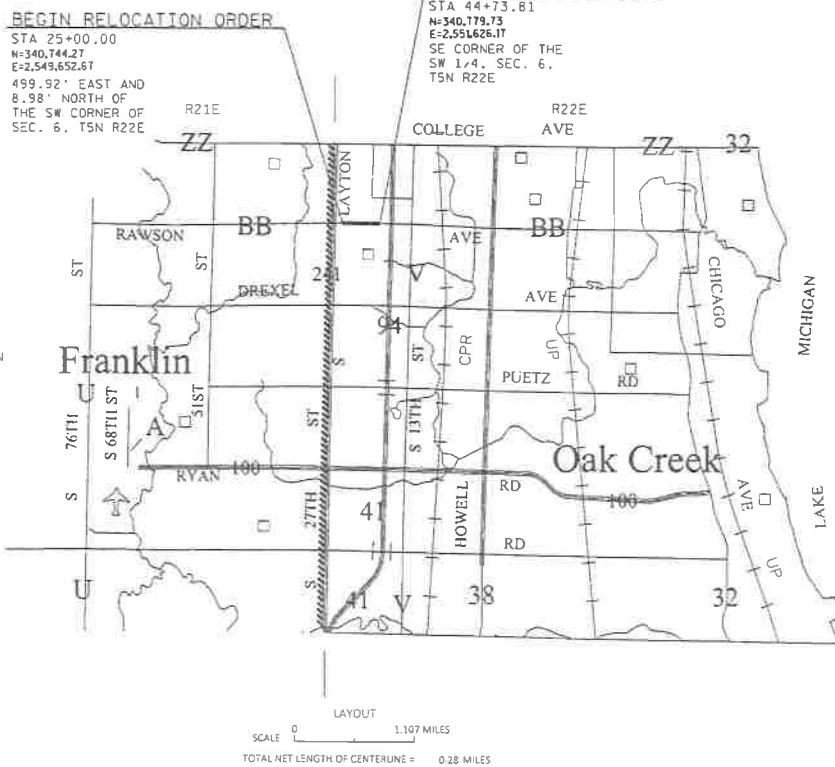 BEGIN RELOCATION ORDER
STA 25+00.00
N=340,744.27
E=2,549,652.67
499.92' EAST AND
8.98' NORTH OF
THE SW CORNER OF
SEC. 6, T5N R22E
STA 44+73.81
N=340,779.73
E=2,551,626.17
SE CORNER OF THE
SW 1/4, SEC. 6,
T5N R22E
R21E
R22E
COLLEGE AVE
ZZ
ZZ
32
LAYTON
BB
BB
RAWSON
AVE
ST
ST
241
V
DREXEL
AVE
CHICAGO
MICHIGAN
94
Franklin
S
ST
CPR
UP
PUETZ
RD
U
76TH
S 68TH ST
51ST
A
ST
S 13TH
Oak Creek
RYAN
100
RD
100
S
27TH
41
HOWELL
RD
AVE
LAKE
UP
U
S
41
V
38
32
LAYOUT
SCALE
0
1.107 MILES
TOTAL NET LENGTH OF CENTERLINE = 0.28 MILES